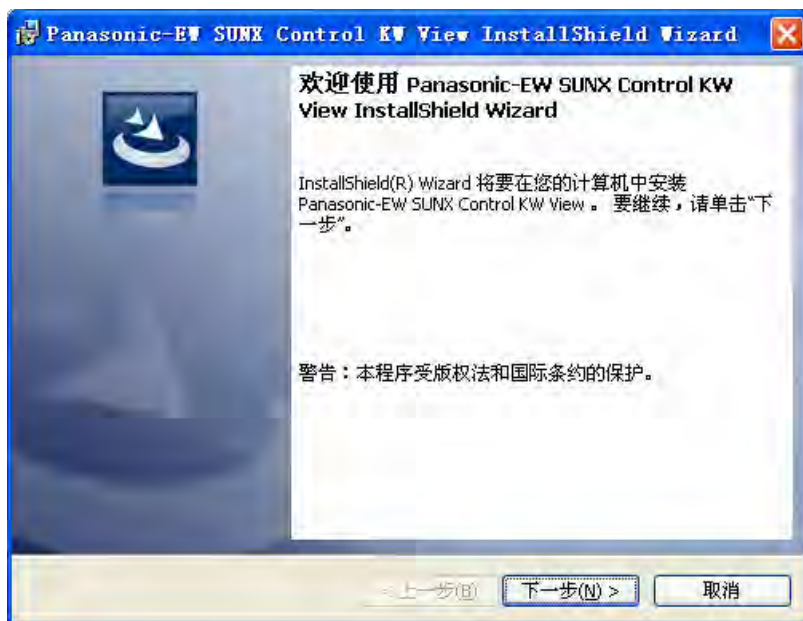 Panasonic-EW SUNX Control KW View InstallShield Wizard
欢迎使用 Panasonic-EW SUNX Control KW
View InstallShield Wizard
InstallShield(R) Wizard 将要在您的计算机中安装
Panasonic-EW SUNX Control KW View 。 要继续，请单击“下
一步”。
警告：本程序受版权法和国际条约的保护。
< 上一步(B) 下一步(N) > 取消